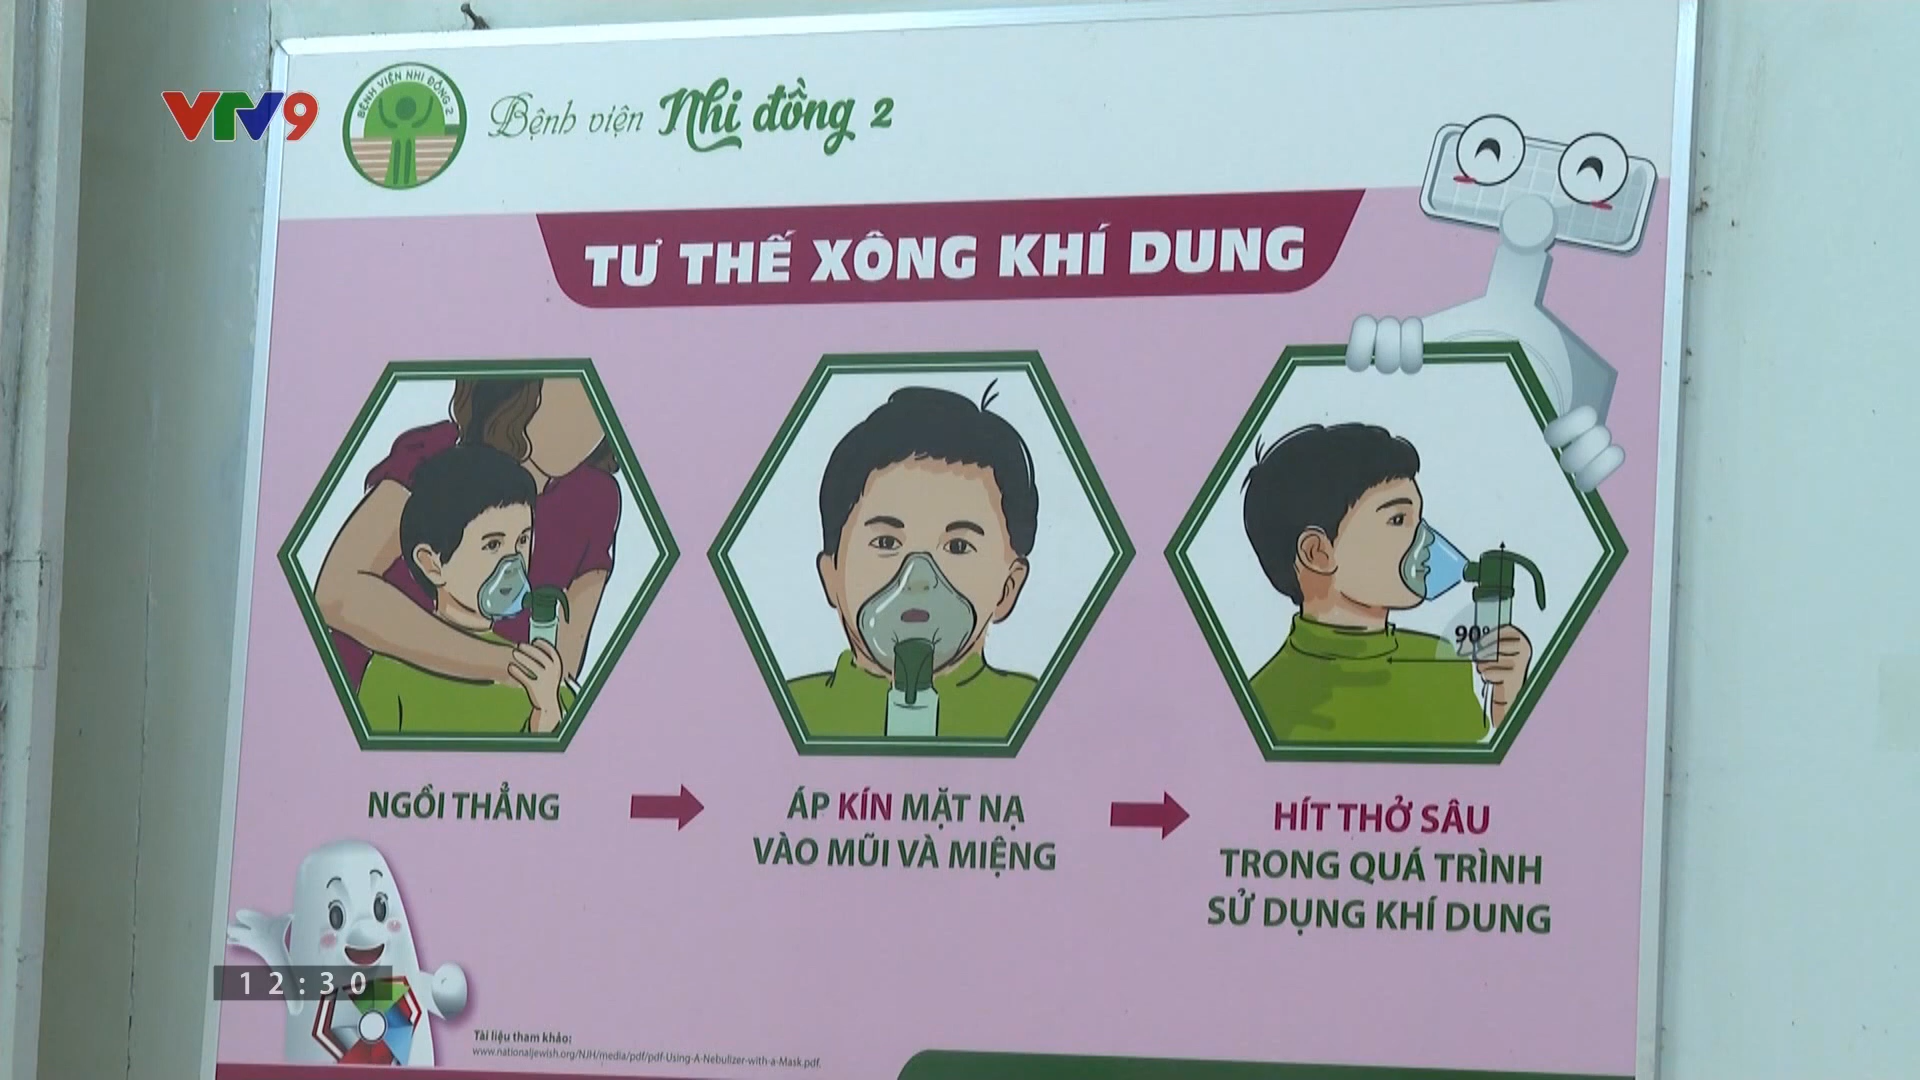 VTV9
BỆNH VIỆN NHI ĐỒNG 2
Bệnh viện Nhi đồng 2
TƯ THẾ XÔNG KHÍ DUNG
90°
NGỒI THẲNG
ÁP KÍN MẶT NẠ
VÀO MŨI VÀ MIỆNG
HÍT THỞ SÂU
TRONG QUÁ TRÌNH
SỬ DỤNG KHÍ DUNG
12:30
Tài liệu tham khảo:
www.nationaljewish.org/NJH/media/pdf/pdf-Using-A-Nebulizer-with-a-Mask.pdf.